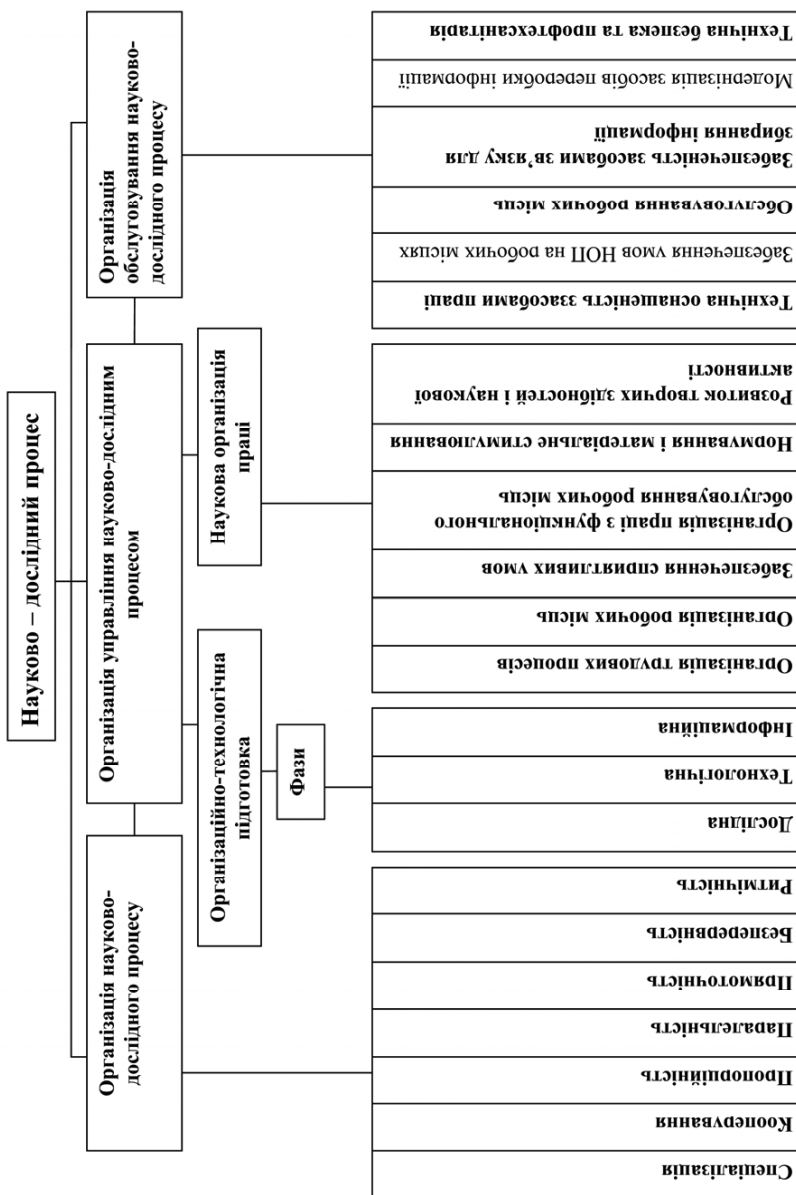 Науково – дослідний процес
Організація науково-
дослідного процесу
Організація управління науково-дослідним
процесом
Організація
обслуговування науково-
дослідного процесу
Організаційно-технологічна
підготовка
Наукова організація
праці
Фази
Спеціалізація
Кооперування
Пропорційність
Паралельність
Прямоточність
Безперервність
Ритмічність
Дослідна
Технологічна
Інформаційна
Організація трудових процесів
Організація робочих місць
Забезпечення сприятливих умов
Організація праці з функціонального
обслуговування робочих місць
Нормування і матеріальне стимулювання
Розвиток творчих здібностей і наукової
активності
Технічна оснащеність ззасобами праці
Забезпечення умов НОП на робочих місцях
Обслуговування робочих місць
Забезпеченість засобами зв’язку для
збирання інформації
Модернізація засобів переробки інформації
Технічна безпека та профтехсанітарія